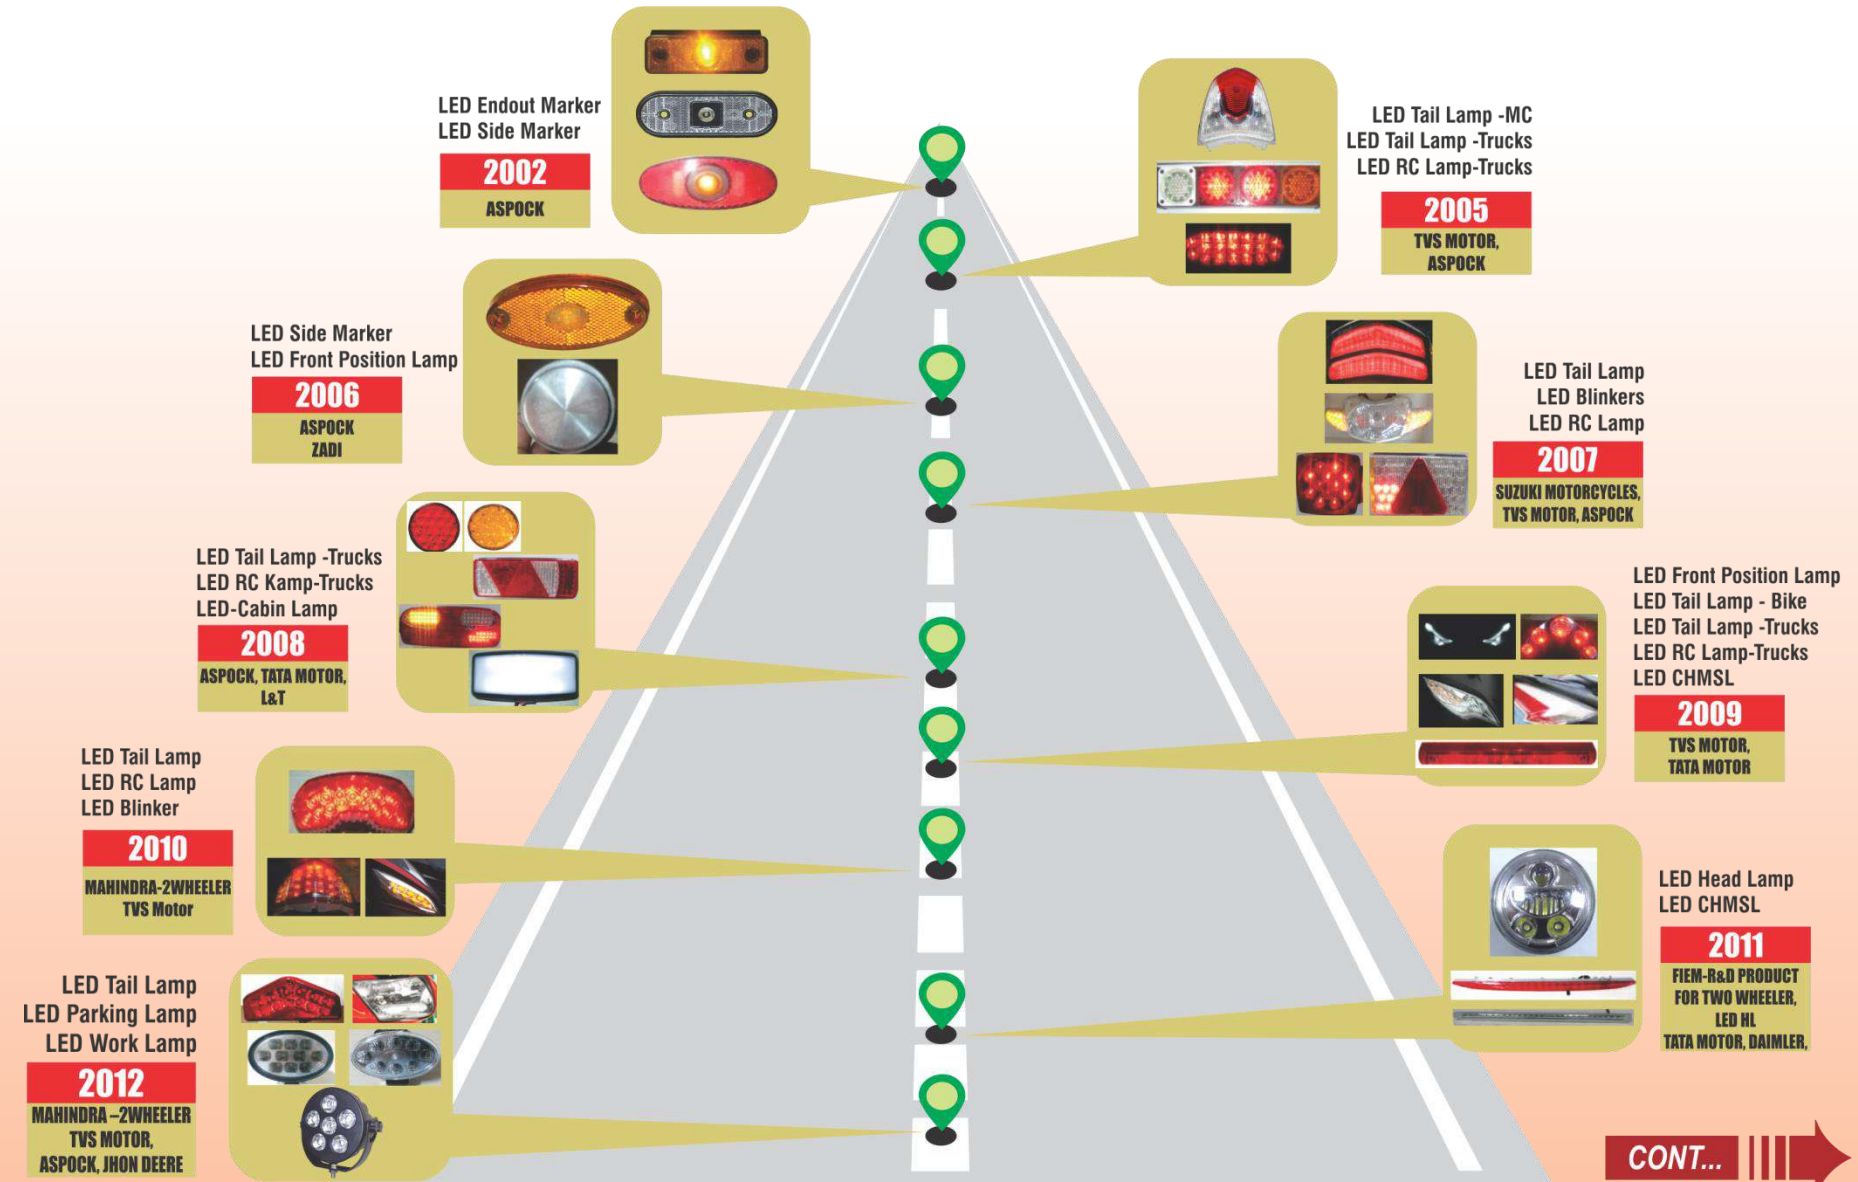 LED Endout Marker
LED Side Marker
2002
ASPOCK
LED Tail Lamp -MC
LED Tail Lamp -Trucks
LED RC Lamp-Trucks
2005
TVS MOTOR,
ASPOCK
LED Side Marker
LED Front Position Lamp
2006
ASPOCK
ZADI
LED Tail Lamp
LED Blinkers
LED RC Lamp
2007
SUZUKI MOTORCYCLES,
TVS MOTOR, ASPOCK
LED Tail Lamp -Trucks
LED RC Kamp-Trucks
LED-Cabin Lamp
2008
ASPOCK, TATA MOTOR,
L&T
LED Front Position Lamp
LED Tail Lamp - Bike
LED Tail Lamp -Trucks
LED RC Lamp-Trucks
LED CHMSL
2009
TVS MOTOR,
TATA MOTOR
LED Tail Lamp
LED RC Lamp
LED Blinker
2010
MAHINDRA-2WHEELER
TVS Motor
LED Head Lamp
LED CHMSL
2011
FIEM-R&D PRODUCT
FOR TWO WHEELER,
LED HL
TATA MOTOR, DAIMLER,
LED Tail Lamp
LED Parking Lamp
LED Work Lamp
2012
MAHINDRA –2WHEELER
TVS MOTOR,
ASPOCK, JHON DEERE
CONT...